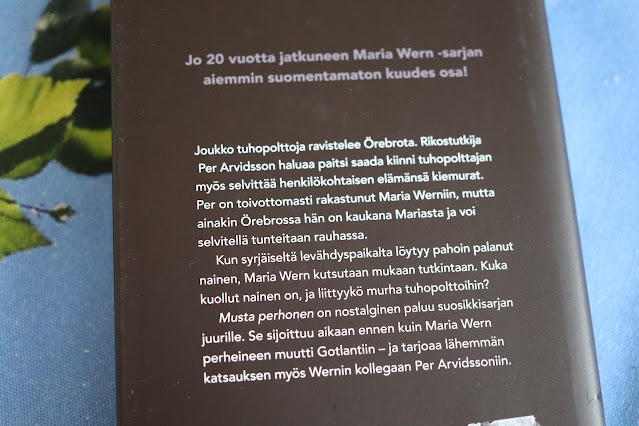 Jo 20 vuotta jatkuneen Maria Wern -sarjan
aiemmin suomentamaton kuudes osa!
Joukko tuhopolttoja ravistelee Örebrota. Rikostutkija
Per Arvidsson haluaa paitsi saada kiinni tuhopolttajan
myös selvittää henkilökohtaisen elämänsä kiemurat.
Per on toivottomasti rakastunut Maria Werniin, mutta
ainakin Örebrossa hän on kaukana Mariasta ja voi
selvitellä tunteitaan rauhassa.
Kun syrjäiseltä levähdyspaikalta löytyy pahoin palanut
nainen, Maria Wern kutsutaan mukaan tutkintaan. Kuka
kuollut nainen on, ja liittyykö murha tuhopolttoihin?
Musta perhonen on nostalginen paluu suosikkisarjan
juurille. Se sijoittuu aikaan ennen kuin Maria Wern
perheineen muutti Gotlantiin – ja tarjoaa lähemmän
katsauksen myös Wernin kollegaan Per Arvidssoniin.